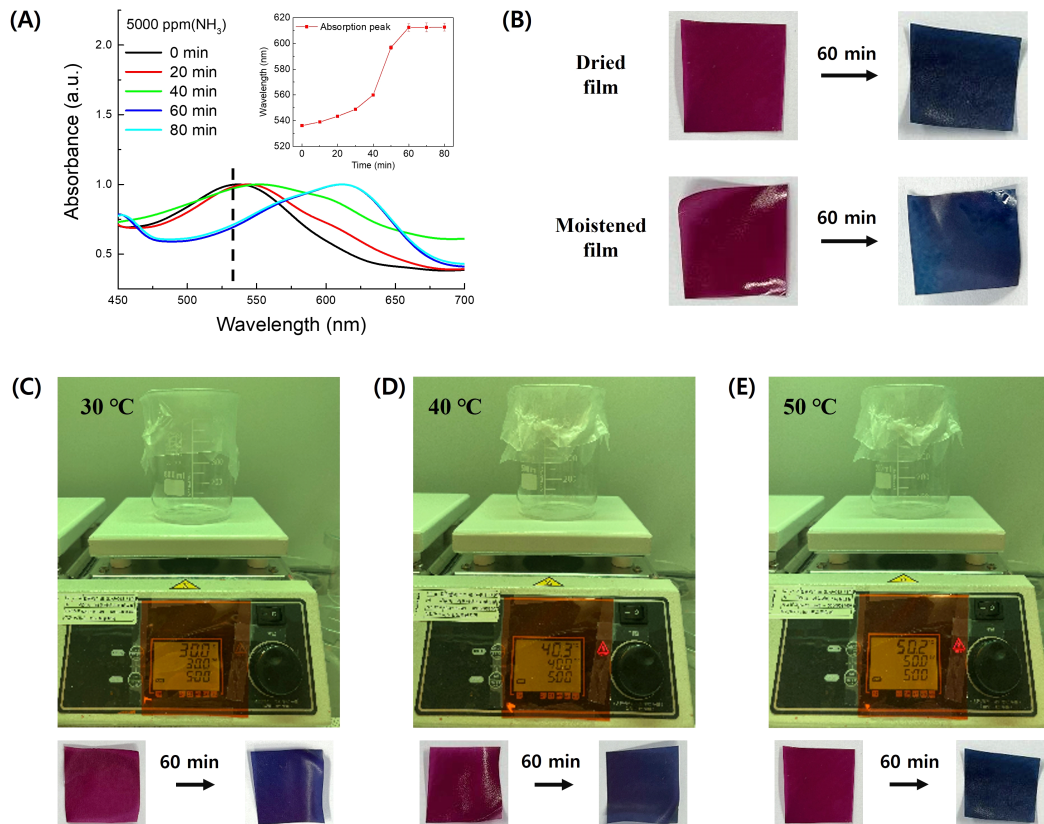 (A)
5000 ppm(NH₃)
0 min
20 min
40 min
60 min
80 min
Absorbance (a.u.)
2.0
1.5
1.0
0.5
450 500 550 600 650 700
Wavelength (nm)
Absorption peak
Wavelength (nm)
620
600
580
560
540
520
0 20 40 60 80
Time (min)
(B)
Dried
film
60 min
Moistened
film
60 min
(C)
30 ℃
30.0
30.0
500
60 min
(D)
40 ℃
40.3
40.0
500
60 min
(E)
50 ℃
50.2
50.0
500
60 min